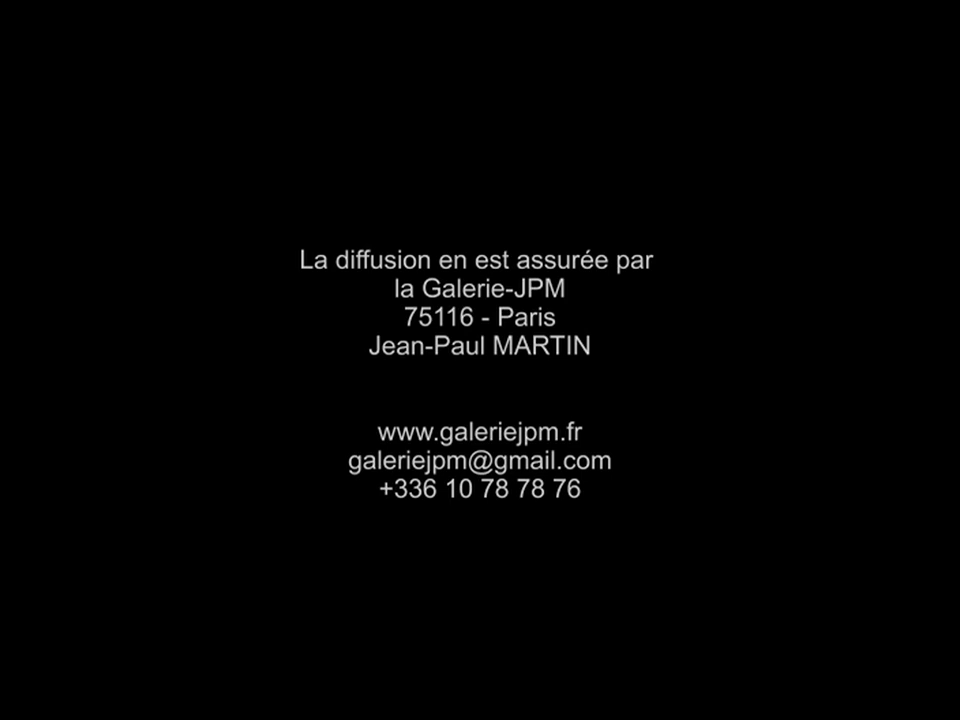 La diffusion en est assurée par
la Galerie-JPM
75116 - Paris
Jean-Paul MARTIN
www.galeriejpm.fr
galeriejpm@gmail.com
+336 10 78 78 76